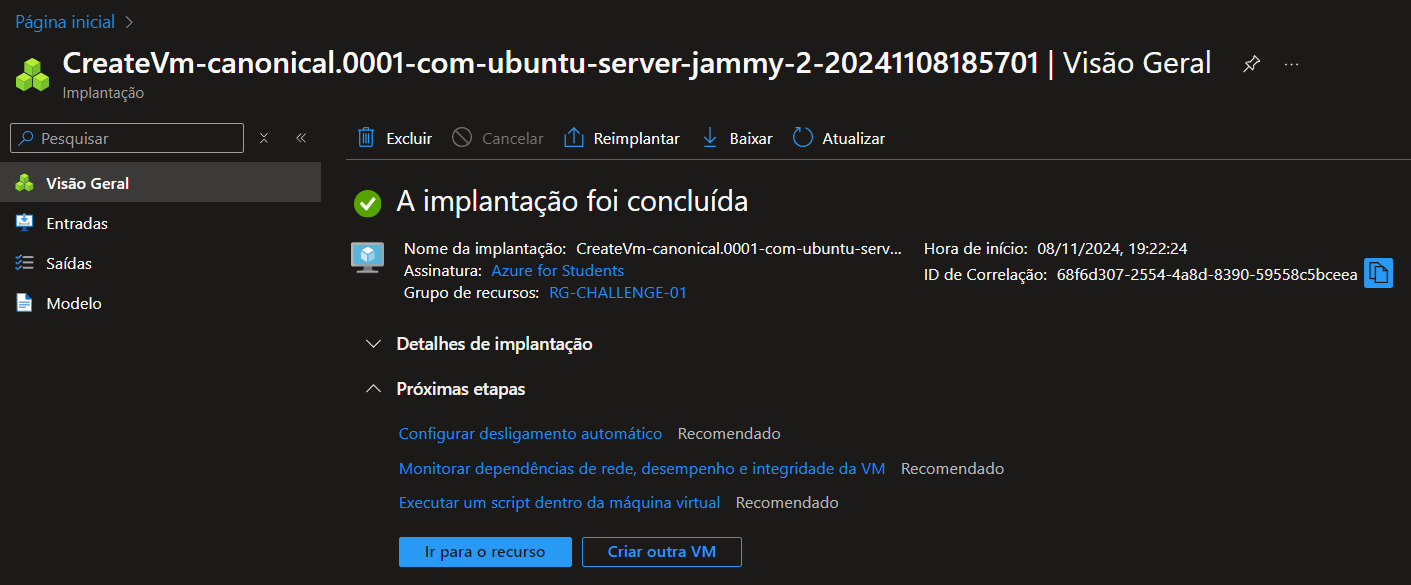 Página inicial >
CreateVm-canonical.0001-com-ubuntu-server-jammy-2-20241108185701 | Visão Geral
Implantação
Pesquisar
Excluir Cancelar Reimplantar Baixar Atualizar
Visão Geral
Entradas
Saídas
Modelo
A implantação foi concluída
Nome da implantação: CreateVm-canonical.0001-com-ubuntu-serv... Hora de início: 08/11/2024, 19:22:24
Assinatura: Azure for Students ID de Correlação: 68f6d307-2554-4a8d-8390-59558c5bceea
Grupo de recursos: RG-CHALLENGE-01
Detalhes de implantação
Próximas etapas
Configurar desligamento automático Recomendado
Monitorar dependências de rede, desempenho e integridade da VM Recomendado
Executar um script dentro da máquina virtual Recomendado
Ir para o recurso Criar outra VM